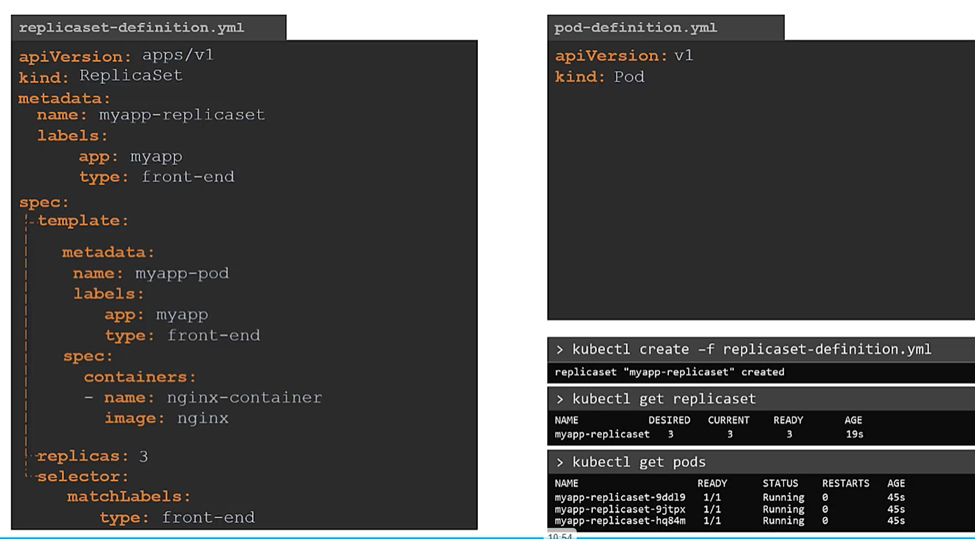 replicaset-definition.yml
apiVersion: apps/v1
kind: ReplicaSet
metadata:
name: myapp-replicaset
labels:
app: myapp
type: front-end
spec:
template:
metadata:
name: myapp-pod
labels:
app: myapp
type: front-end
spec:
containers:
- name: nginx-container
image: nginx
replicas: 3
selector:
matchLabels:
type: front-end
pod-definition.yml
apiVersion: v1
kind: Pod
> kubectl create –f replicaset-definition.yml
replicaset "myapp-replicaset" created
> kubectl get replicaset
NAME DESIRED CURRENT READY AGE
myapp-replicaset 3 3 3 19s
> kubectl get pods
NAME READY STATUS RESTARTS AGE
myapp-replicaset-9ddl9 1/1 Running 0 45s
myapp-replicaset-9jtpx 1/1 Running 0 45s
myapp-replicaset-hq84m 1/1 Running 0 45s
10:54